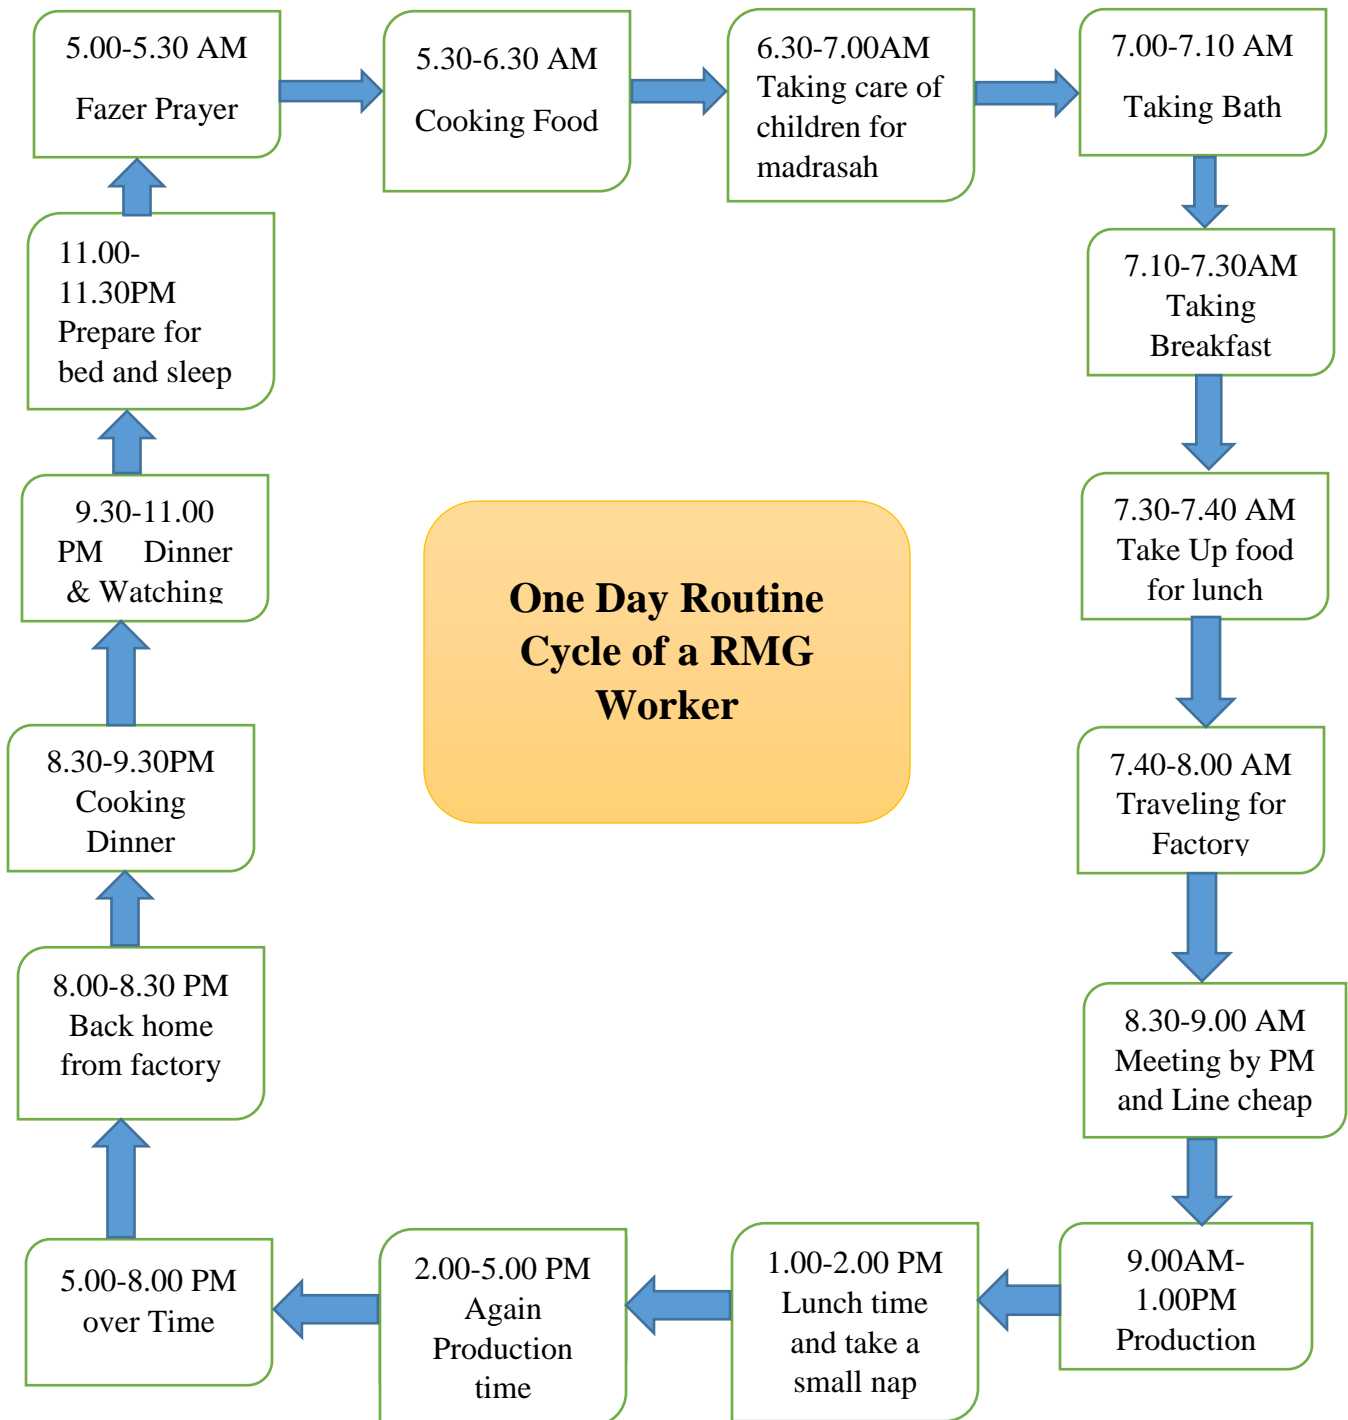 5.00-5.30 AM
Fazer Prayer
5.30-6.30 AM
Cooking Food
6.30-7.00AM
Taking care of
children for
madrasah
7.00-7.10 AM
Taking Bath
7.10-7.30AM
Taking
Breakfast
7.30-7.40 AM
Take Up food
for lunch
7.40-8.00 AM
Traveling for
Factory
8.30-9.00 AM
Meeting by PM
and Line cheap
9.00AM-
1.00PM
Production
1.00-2.00 PM
Lunch time
and take a
small nap
2.00-5.00 PM
Again
Production
time
5.00-8.00 PM
over Time
8.00-8.30 PM
Back home
from factory
8.30-9.30PM
Cooking
Dinner
9.30-11.00
PM Dinner
& Watching
11.00-
11.30PM
Prepare for
bed and sleep
One Day Routine
Cycle of a RMG
Worker